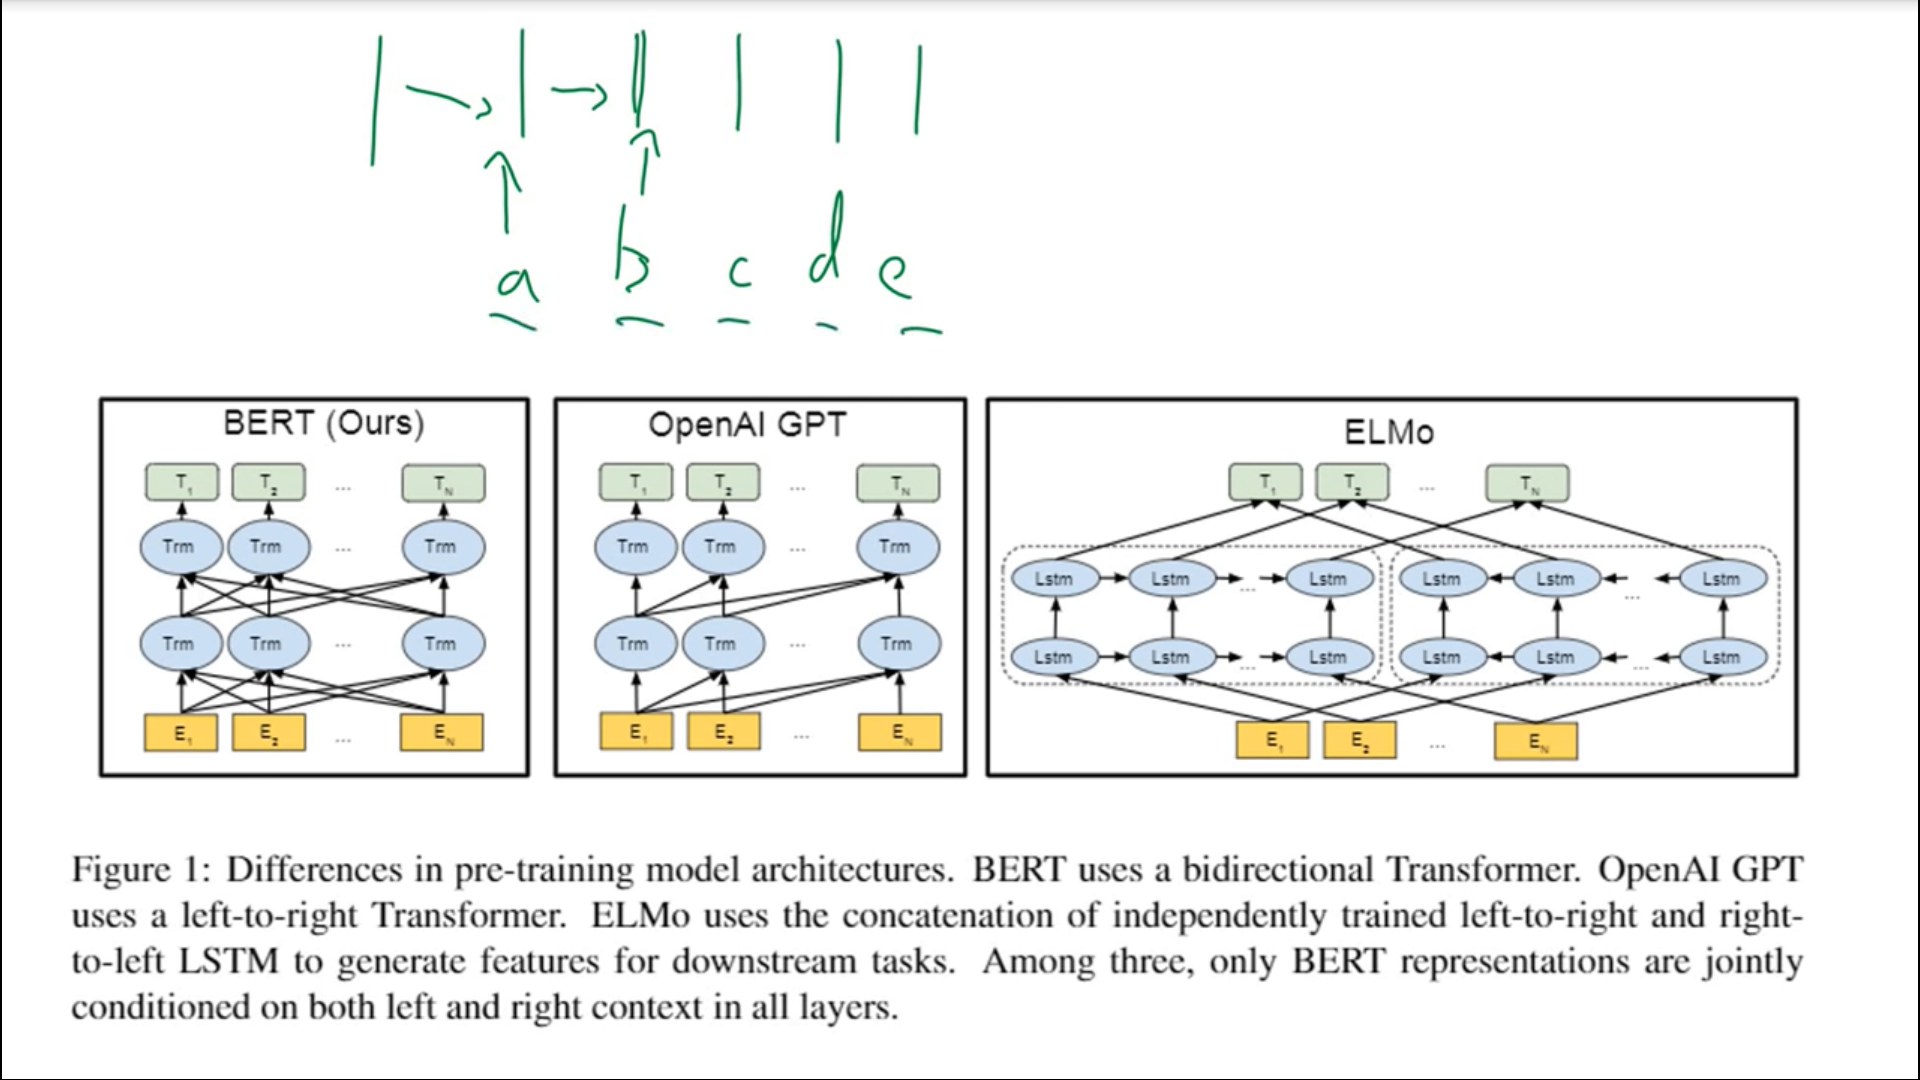 a b c d e
BERT (Ours)
T1 T2 ... TN
Trm Trm ... Trm
Trm Trm ... Trm
E1 E2 ... EN
OpenAI GPT
T1 T2 ... TN
Trm Trm ... Trm
Trm Trm ... Trm
E1 E2 ... EN
ELMo
T1 T2 ... TN
Lstm Lstm ... Lstm Lstm Lstm ... Lstm
Lstm Lstm ... Lstm Lstm Lstm ... Lstm
E1 E2 ... EN
Figure 1: Differences in pre-training model architectures. BERT uses a bidirectional Transformer. OpenAI GPT
uses a left-to-right Transformer. ELMo uses the concatenation of independently trained left-to-right and right-
to-left LSTM to generate features for downstream tasks. Among three, only BERT representations are jointly
conditioned on both left and right context in all layers.